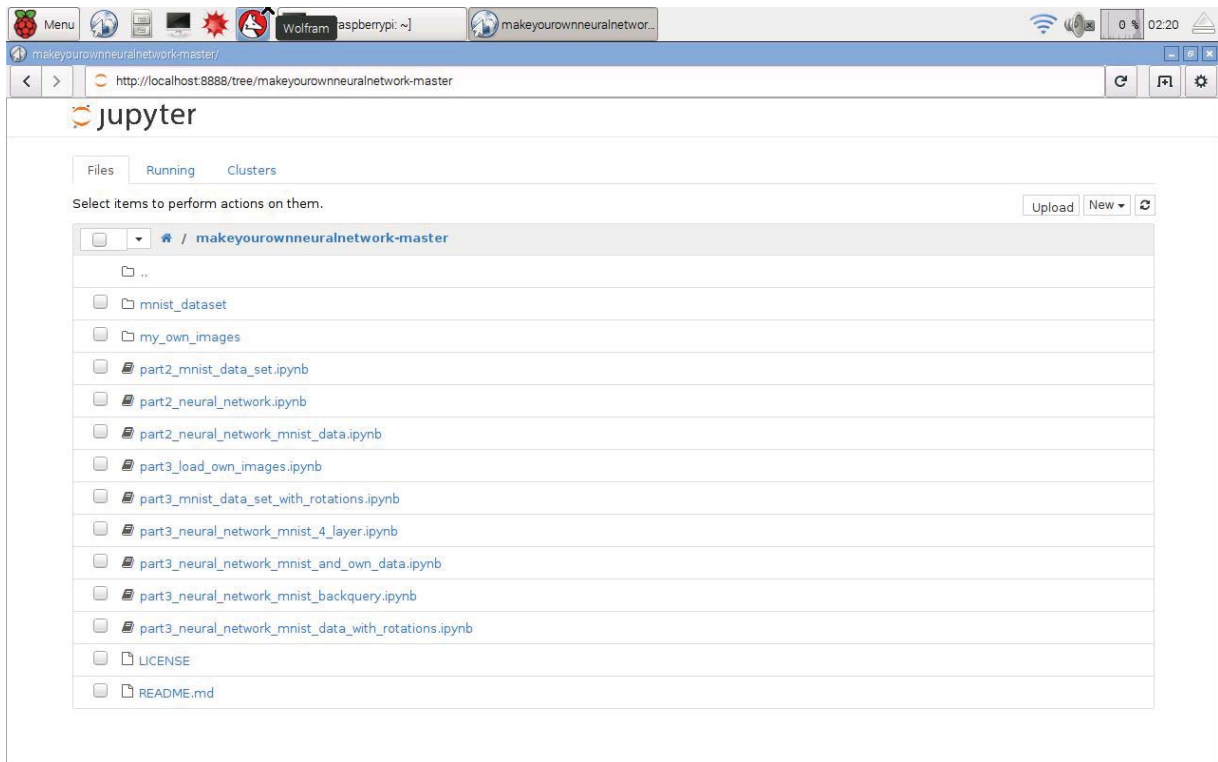 Menu Wolfram raspberrypi: ~] makeyourownneuralnetwor... 0 % 02:20
makeyourownneuralnetwork-master/
http://localhost:8888/tree/makeyourownneuralnetwork-master
jupyter
Files Running Clusters
Select items to perform actions on them. Upload New
/ makeyourownneuralnetwork-master
..
mnist_dataset
my_own_images
part2_mnist_data_set.ipynb
part2_neural_network.ipynb
part2_neural_network_mnist_data.ipynb
part3_load_own_images.ipynb
part3_mnist_data_set_with_rotations.ipynb
part3_neural_network_mnist_4_layer.ipynb
part3_neural_network_mnist_and_own_data.ipynb
part3_neural_network_mnist_backquery.ipynb
part3_neural_network_mnist_data_with_rotations.ipynb
LICENSE
README.md